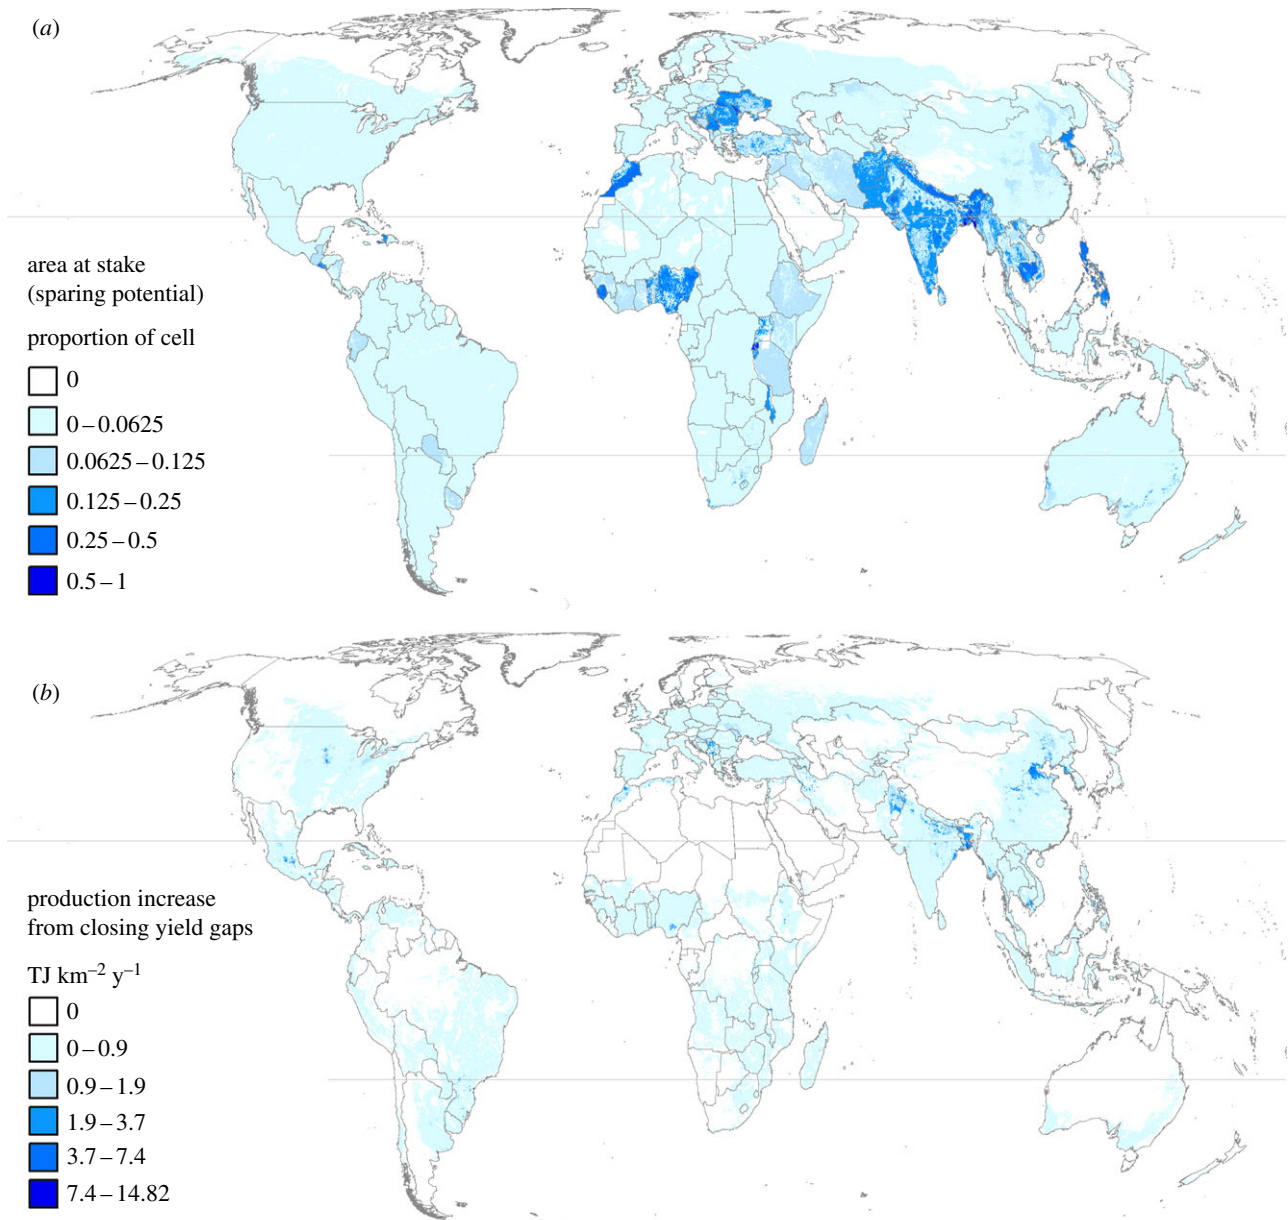 (a)
area at stake
(sparing potential)
proportion of cell
0
0–0.0625
0.0625–0.125
0.125–0.25
0.25–0.5
0.5–1
(b)
production increase
from closing yield gaps
TJ km⁻² y⁻¹
0
0–0.9
0.9–1.9
1.9–3.7
3.7–7.4
7.4–14.82